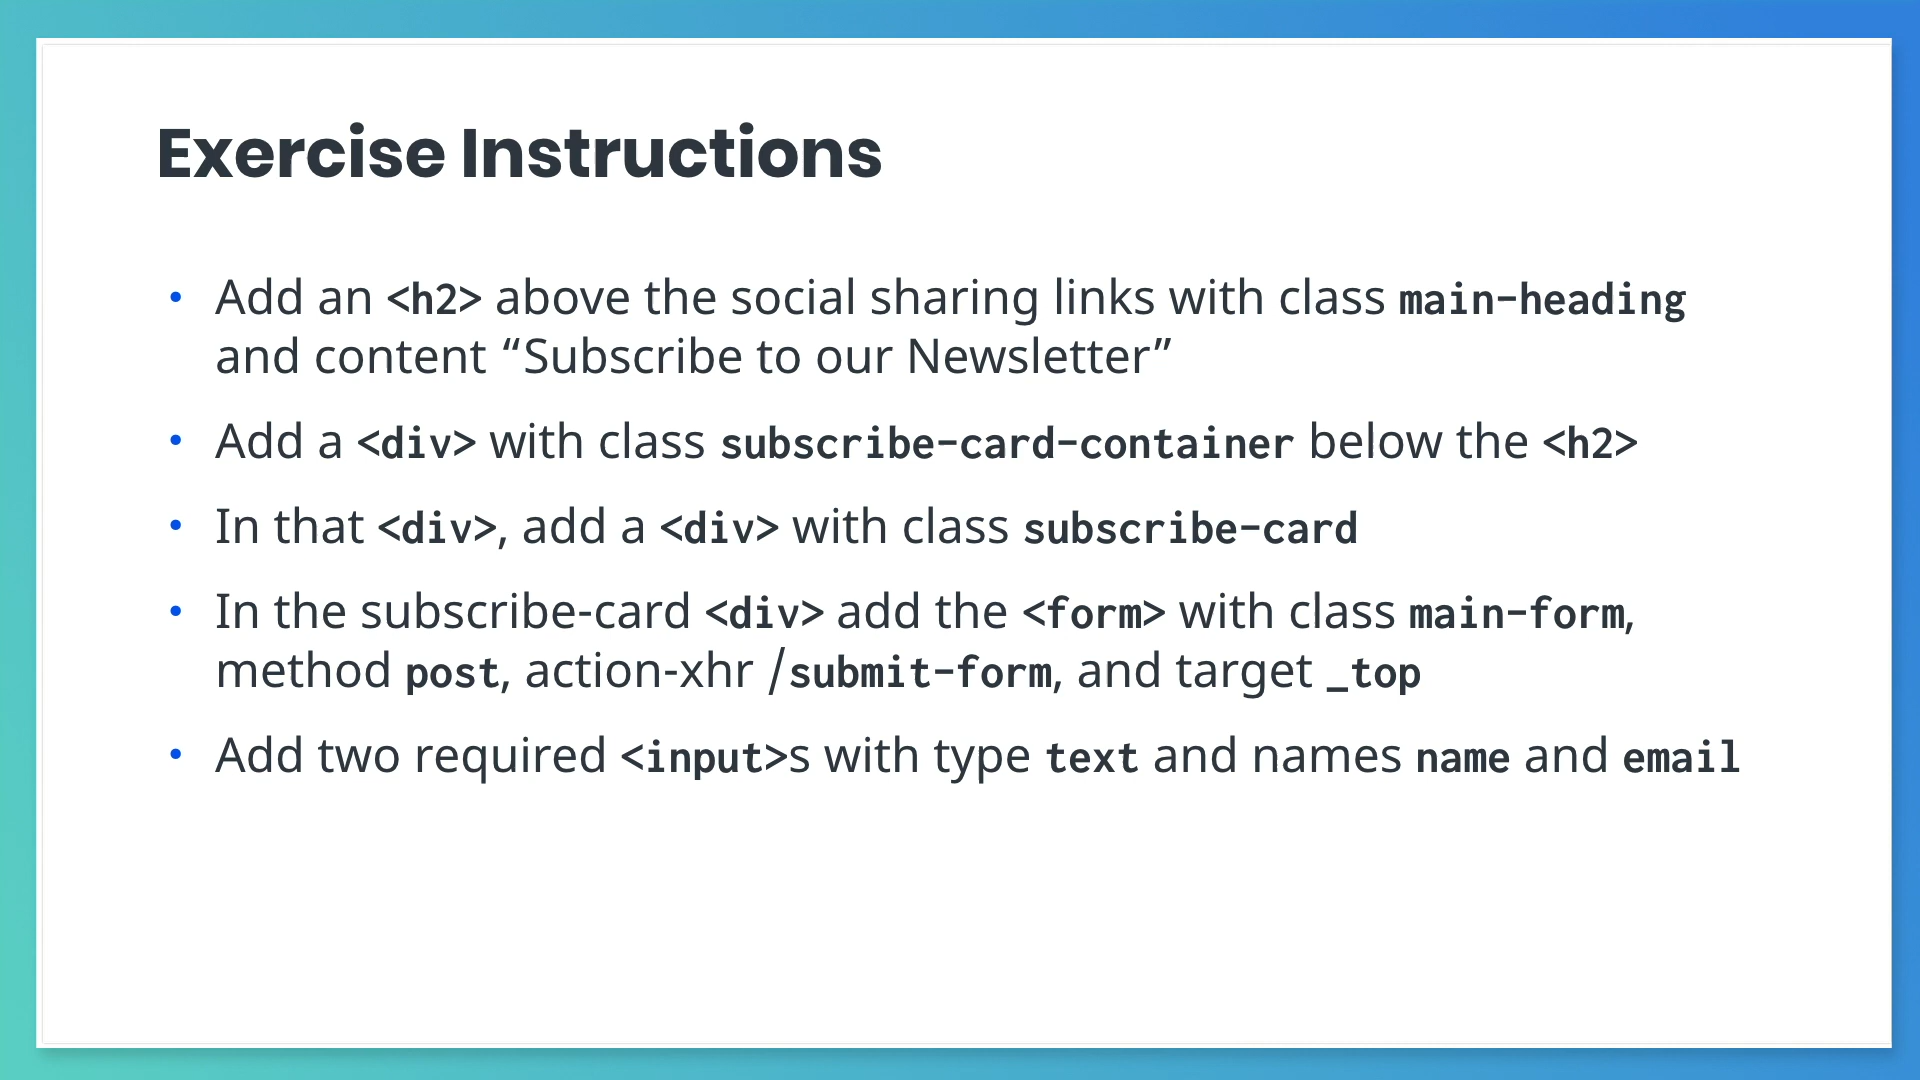 Exercise Instructions
• Add an <h2> above the social sharing links with class main-heading
and content “Subscribe to our Newsletter”
• Add a <div> with class subscribe-card-container below the <h2>
• In that <div>, add a <div> with class subscribe-card
• In the subscribe-card <div> add the <form> with class main-form,
method post, action-xhr /submit-form, and target _top
• Add two required <input>s with type text and names name and email